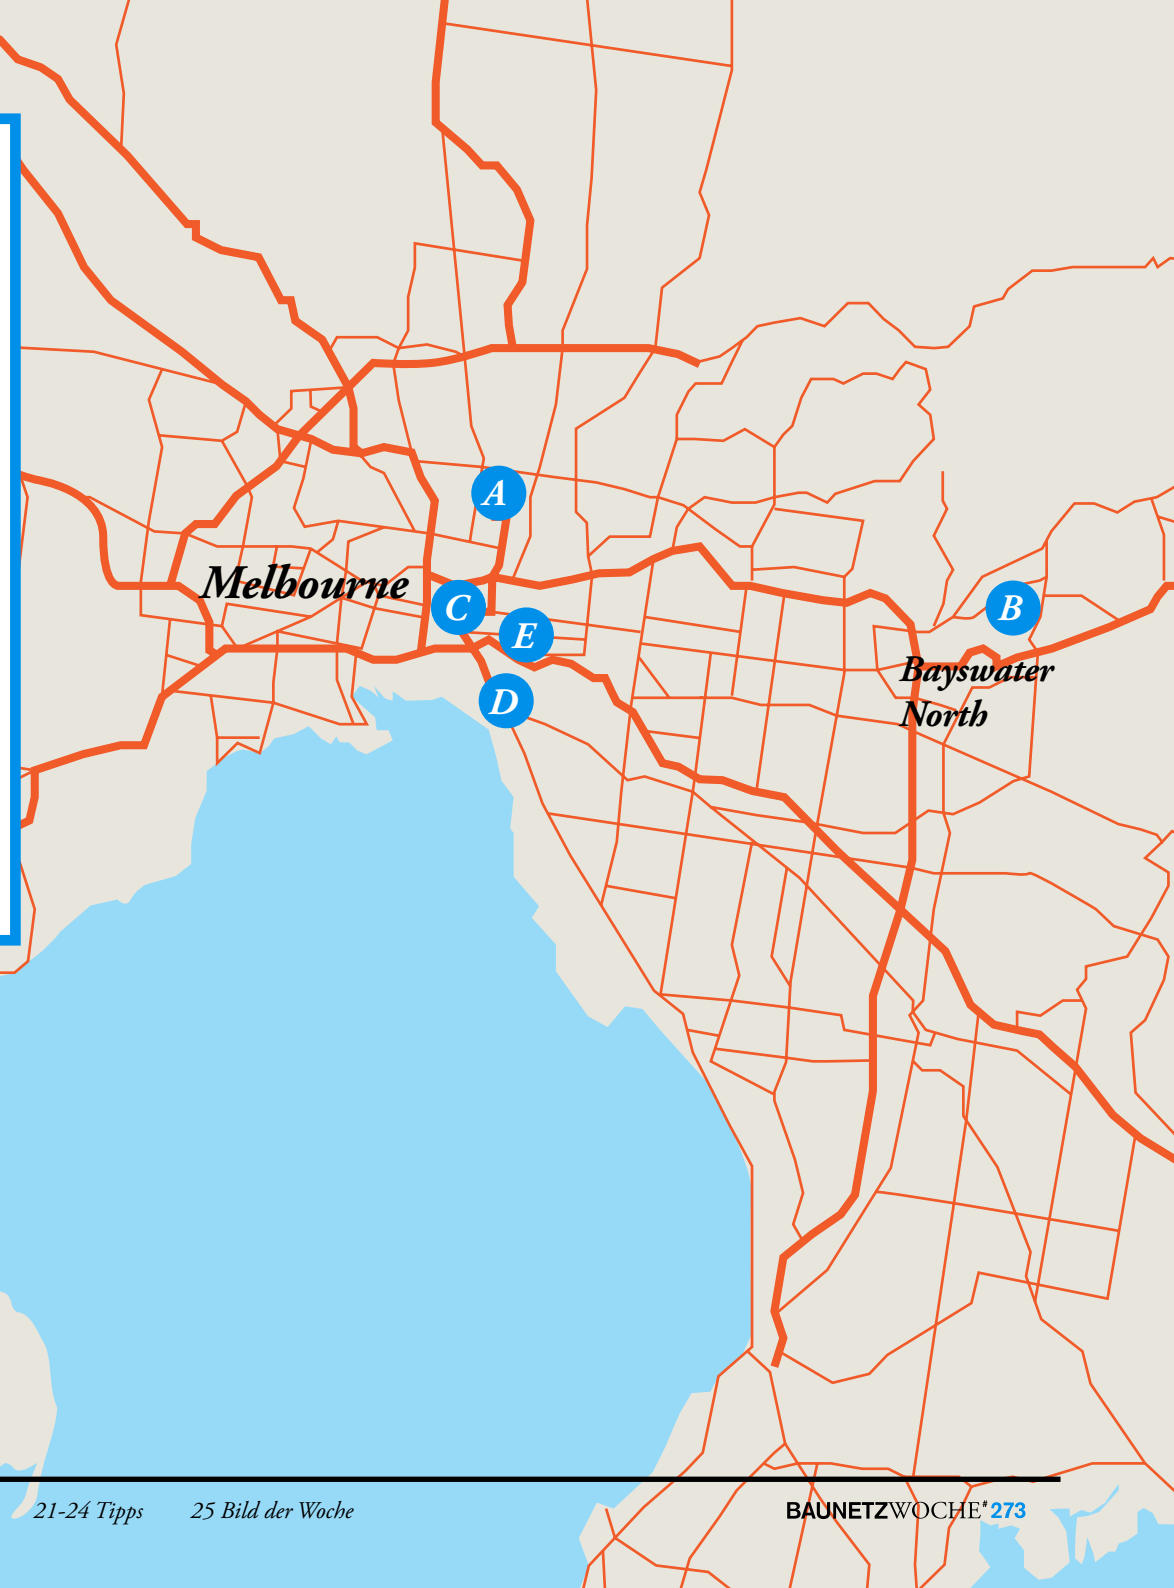 A
Melbourne
C
B
E
Bayswater
North
D
21-24 Tipps 25 Bild der Woche
BAUNETZWOCHE#273